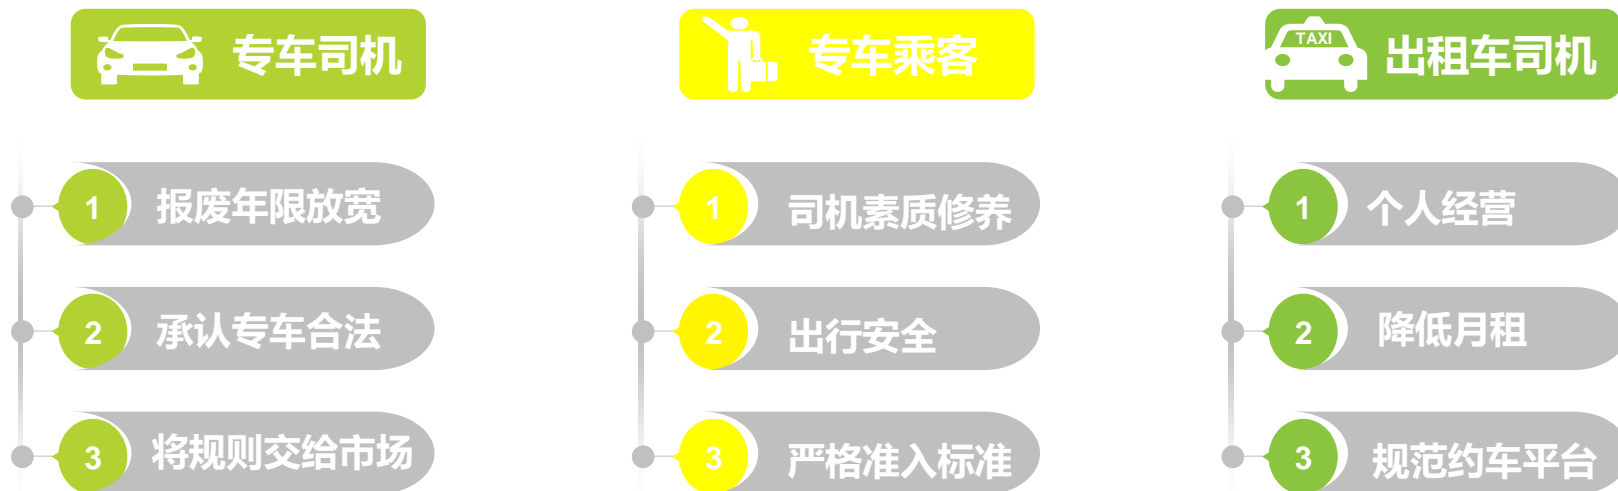 专车司机
1 报废年限放宽
2 承认专车合法
3 将规则交给市场
专车乘客
1 司机素质修养
2 出行安全
3 严格准入标准
TAXI
出租车司机
1 个人经营
2 降低月租
3 规范约车平台